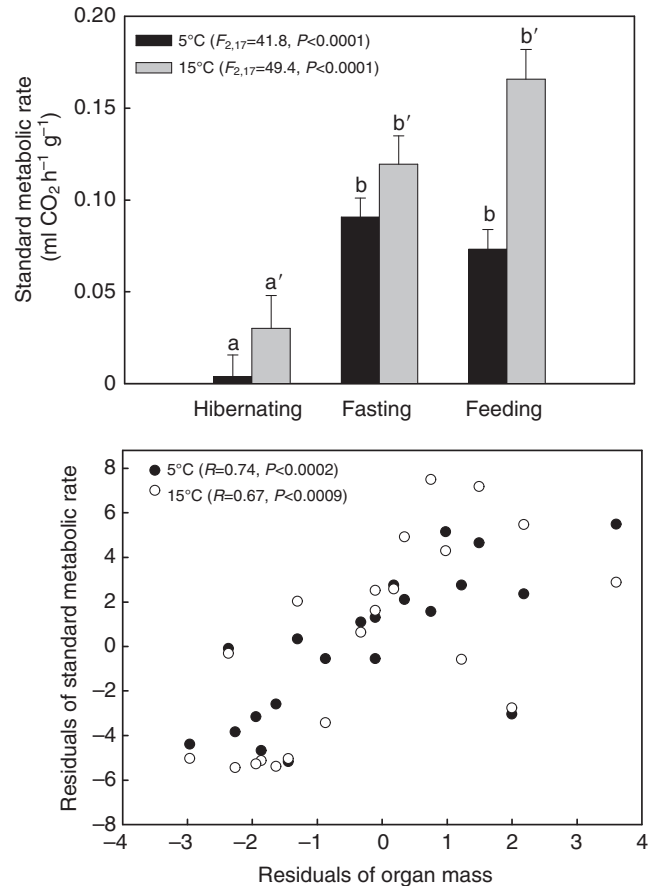 0.20
0.15
0.10
0.05
0
Standard metabolic rate
(ml CO₂ h⁻¹ g⁻¹)
5°C (F₂,₁₇=41.8, P<0.0001)
15°C (F₂,₁₇=49.4, P<0.0001)
a
a′
b
b′
b
b′
Hibernating Fasting Feeding
8
6
4
2
0
−2
−4
−6
−8
Residuals of standard metabolic rate
5°C (R=0.74, P<0.0002)
15°C (R=0.67, P<0.0009)
−4 −3 −2 −1 0 1 2 3 4
Residuals of organ mass